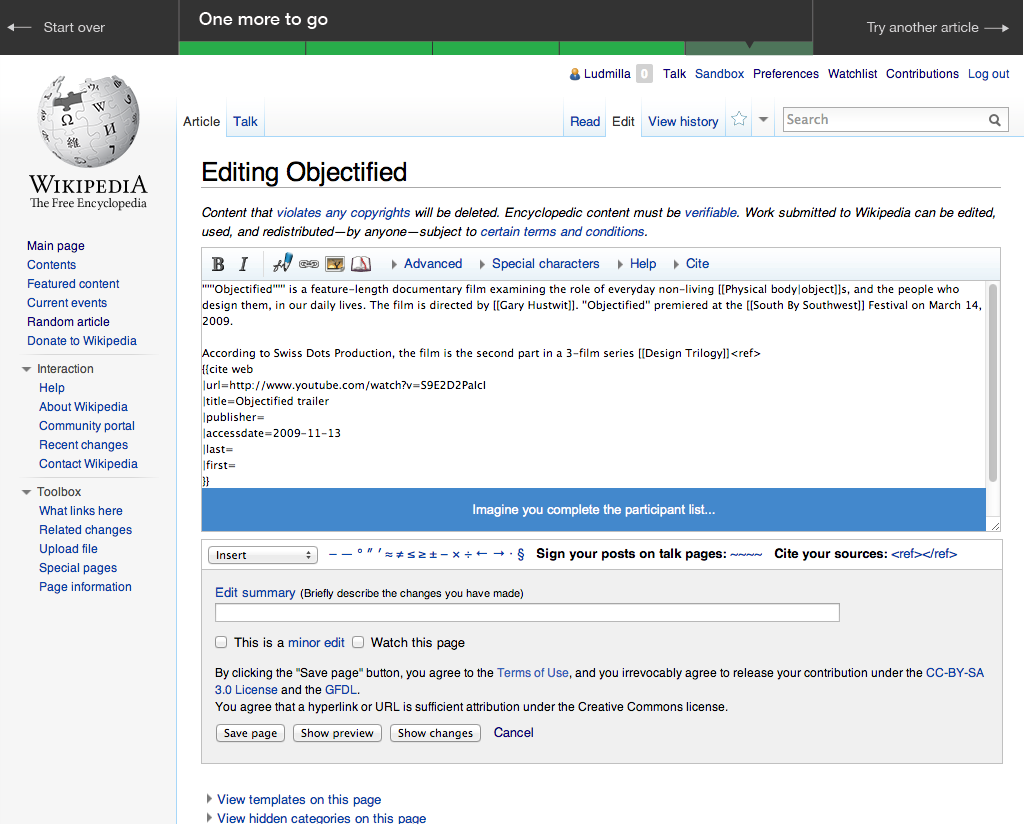 Start over
One more to go
Try another article
Ludmilla 0 Talk Sandbox Preferences Watchlist Contributions Log out
Article Talk Read Edit View history Search
Ω W И 維 7
WIKIPEDIA
The Free Encyclopedia
Main page
Contents
Featured content
Current events
Random article
Donate to Wikipedia
Interaction
Help
About Wikipedia
Community portal
Recent changes
Contact Wikipedia
Toolbox
What links here
Related changes
Upload file
Special pages
Page information
Editing Objectified
Content that violates any copyrights will be deleted. Encyclopedic content must be verifiable. Work submitted to Wikipedia can be edited,
used, and redistributed—by anyone—subject to certain terms and conditions.
B I Advanced Special characters Help Cite
"""Objectified""" is a feature-length documentary film examining the role of everyday non-living [[Physical body|object]]s, and the people who
design them, in our daily lives. The film is directed by [[Gary Hustwit]]. "Objectified" premiered at the [[South By Southwest]] Festival on March 14,
2009.
According to Swiss Dots Production, the film is the second part in a 3-film series [[Design Trilogy]]<ref>
{{cite web
|url=http://www.youtube.com/watch?v=S9E2D2PaIcI
|title=Objectified trailer
|publisher=
|accessdate=2009-11-13
|last=
|first=
}}
Imagine you complete the participant list...
Insert – — ° ″ ′ ≈ ≠ ≤ ≥ ± − × ÷ ← → · § Sign your posts on talk pages: ~~~~ Cite your sources: <ref></ref>
Edit summary (Briefly describe the changes you have made)
This is a minor edit Watch this page
By clicking the "Save page" button, you agree to the Terms of Use, and you irrevocably agree to release your contribution under the CC-BY-SA
3.0 License and the GFDL.
You agree that a hyperlink or URL is sufficient attribution under the Creative Commons license.
Save page Show preview Show changes Cancel
View templates on this page
View hidden categories on this page